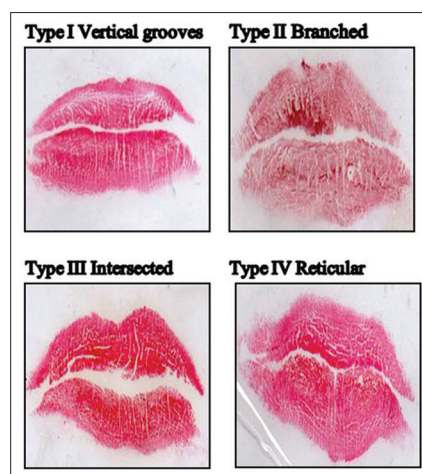 Type I Vertical grooves
Type II Branched
Type III Intersected
Type IV Reticular